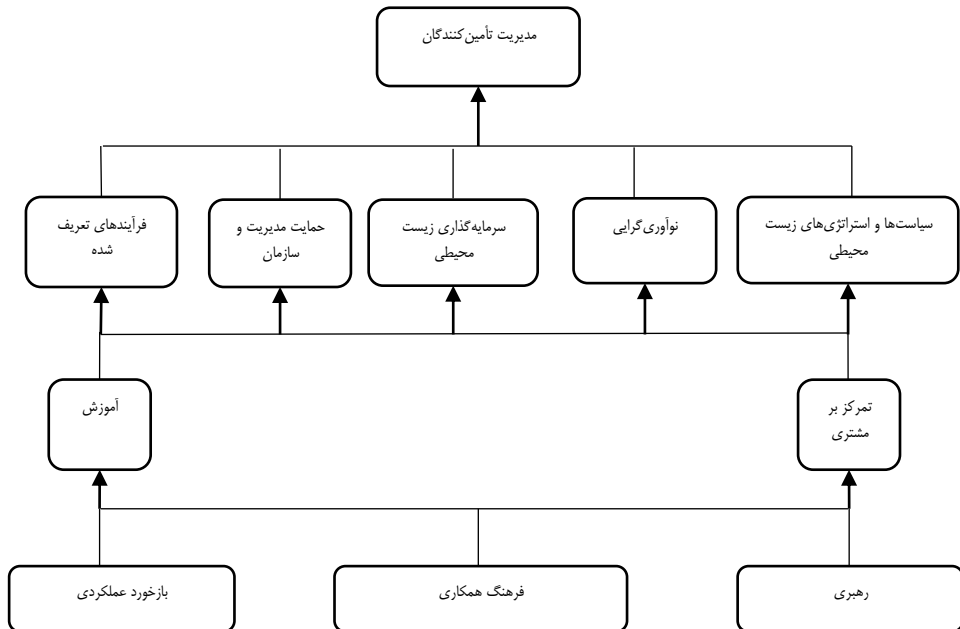 مدیریت تأمین‌کنندگان
سیاست‌ها و استراتژی‌های زیست
محیطی
نوآوری‌گرایی
سرمایه‌گذاری زیست
محیطی
حمایت مدیریت و
سازمان
فرآیندهای تعریف
شده
تمرکز بر
مشتری
آموزش
رهبری
فرهنگ همکاری
بازخورد عملکردی